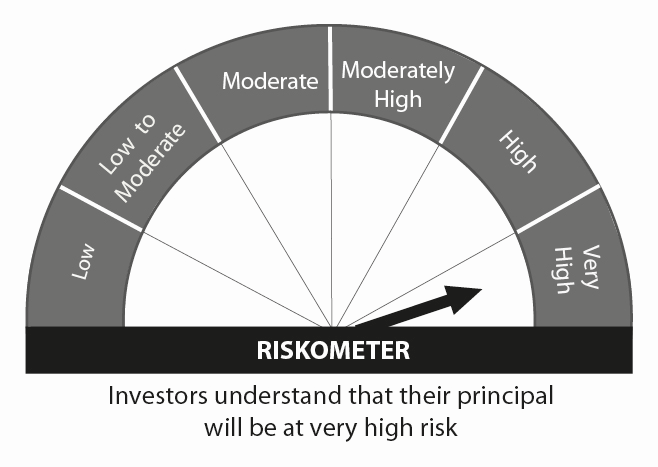 Low
Low to
Moderate
Moderate
Moderately
High
High
Very
High
RISKOMETER
Investors understand that their principal
will be at very high risk